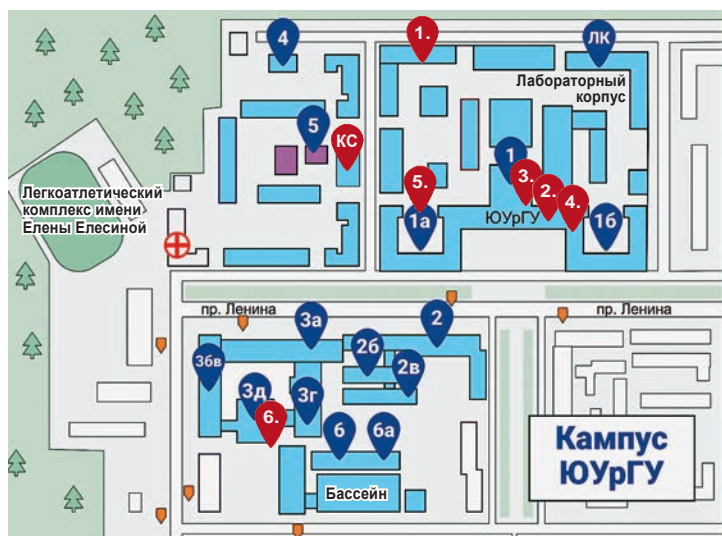 4
1.
ЛК
Лабораторный
корпус
5
КС
1
3.
2.
4.
5.
1а
ЮУрГУ
1б
Легкоатлетический
комплекс имени
Елены Елесиной
пр. Ленина
пр. Ленина
3а
2
2б
3бв
2в
3д
3г
6.
6
6а
Бассейн
Кампус
ЮУрГУ